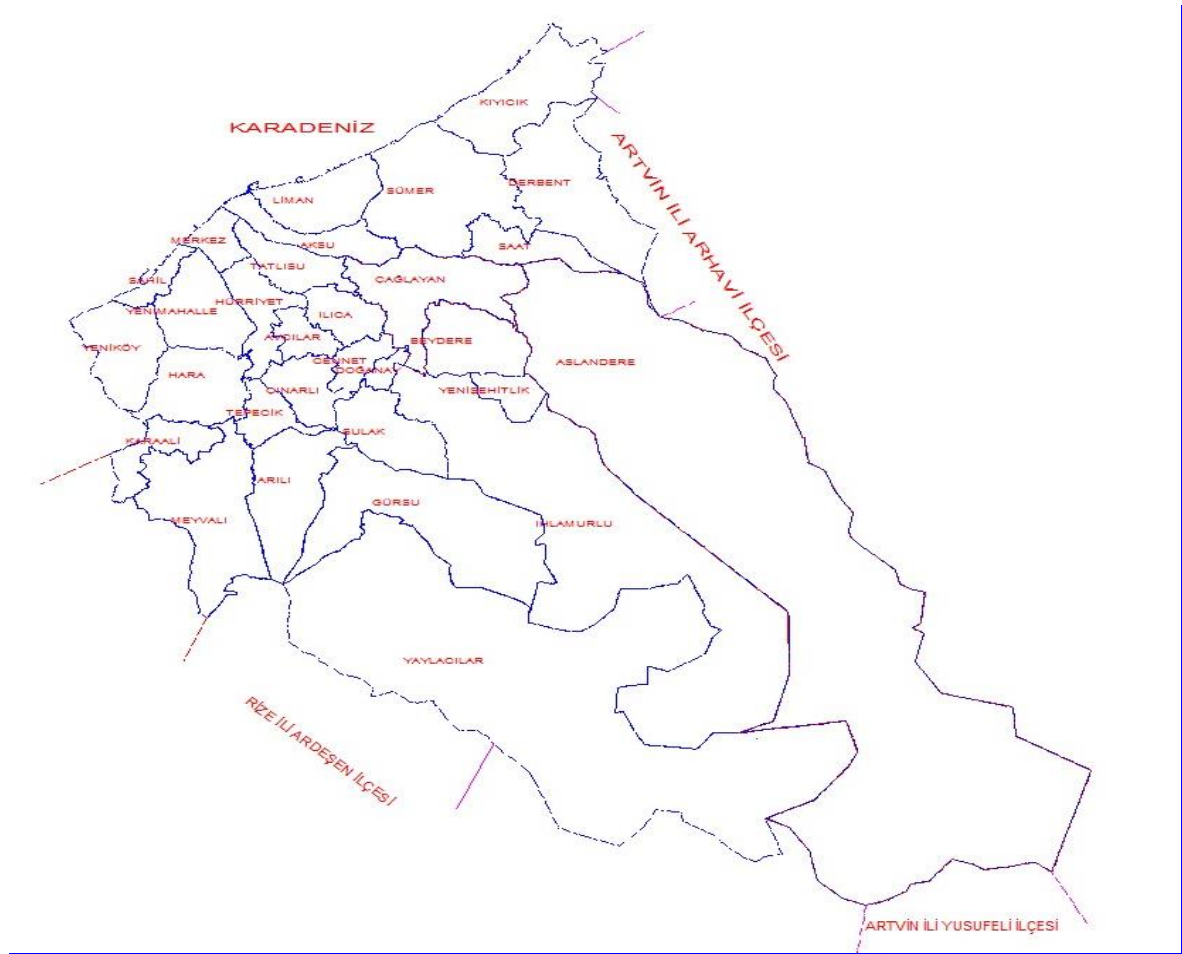 KIYICIK
KARADENİZ
ARTVİN İLİ ARHAVİ İLÇESİ
DERBENT
SÜMER
LİMAN
MERKEZ
AKSU
SAAT
TATLISU
SAHİL
ÇAĞLAYAN
HÜRRİYET
YENİMAHALLE
ILICA
AVCILAR
BEYDERE
YENİKÖY
CENNET
ASLANDERE
DOĞANAY
HARA
ÇINARLI
YENİŞEHİTLİK
TEPECİK
SULAK
KARAALİ
ARILI
GÜRSU
MEYVALI
IHLAMURLU
YAYLACILAR
RİZE İLİ ARDEŞEN İLÇESİ
ARTVİN İLİ YUSUFELİ İLÇESİ